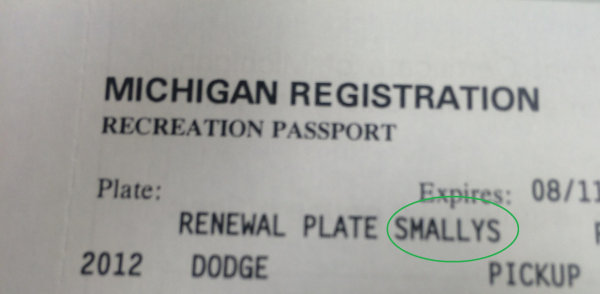 MICHIGAN REGISTRATION
RECREATION PASSPORT
Plate: Expires: 08/11
RENEWAL PLATE SMALLYS
2012 DODGE PICKUP